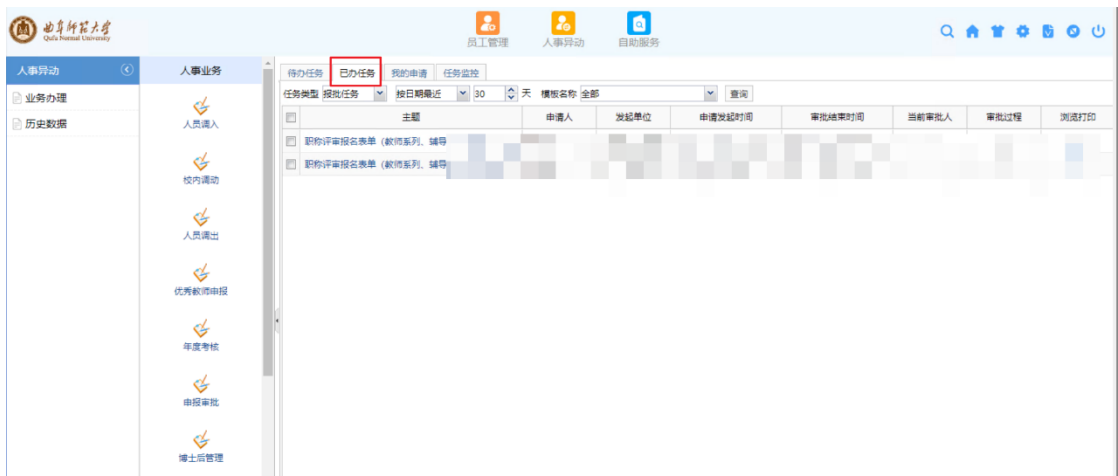 曲阜师范大学
Qufu Normal University
员工管理
人事异动
自助服务
人事异动
业务办理
历史数据
人事业务
人员调入
校内调动
人员调出
优秀教师申报
年度考核
申报审批
博士后管理
待办任务 已办任务 我的申请 任务监控
任务类型 报批任务 按日期最近 30 天 模板名称 全部 查询
主题 申请人 发起单位 申请发起时间 审批结束时间 当前审批人 审批过程 浏览打印
职称评审报名表单（教师系列、辅导
职称评审报名表单（教师系列、辅导